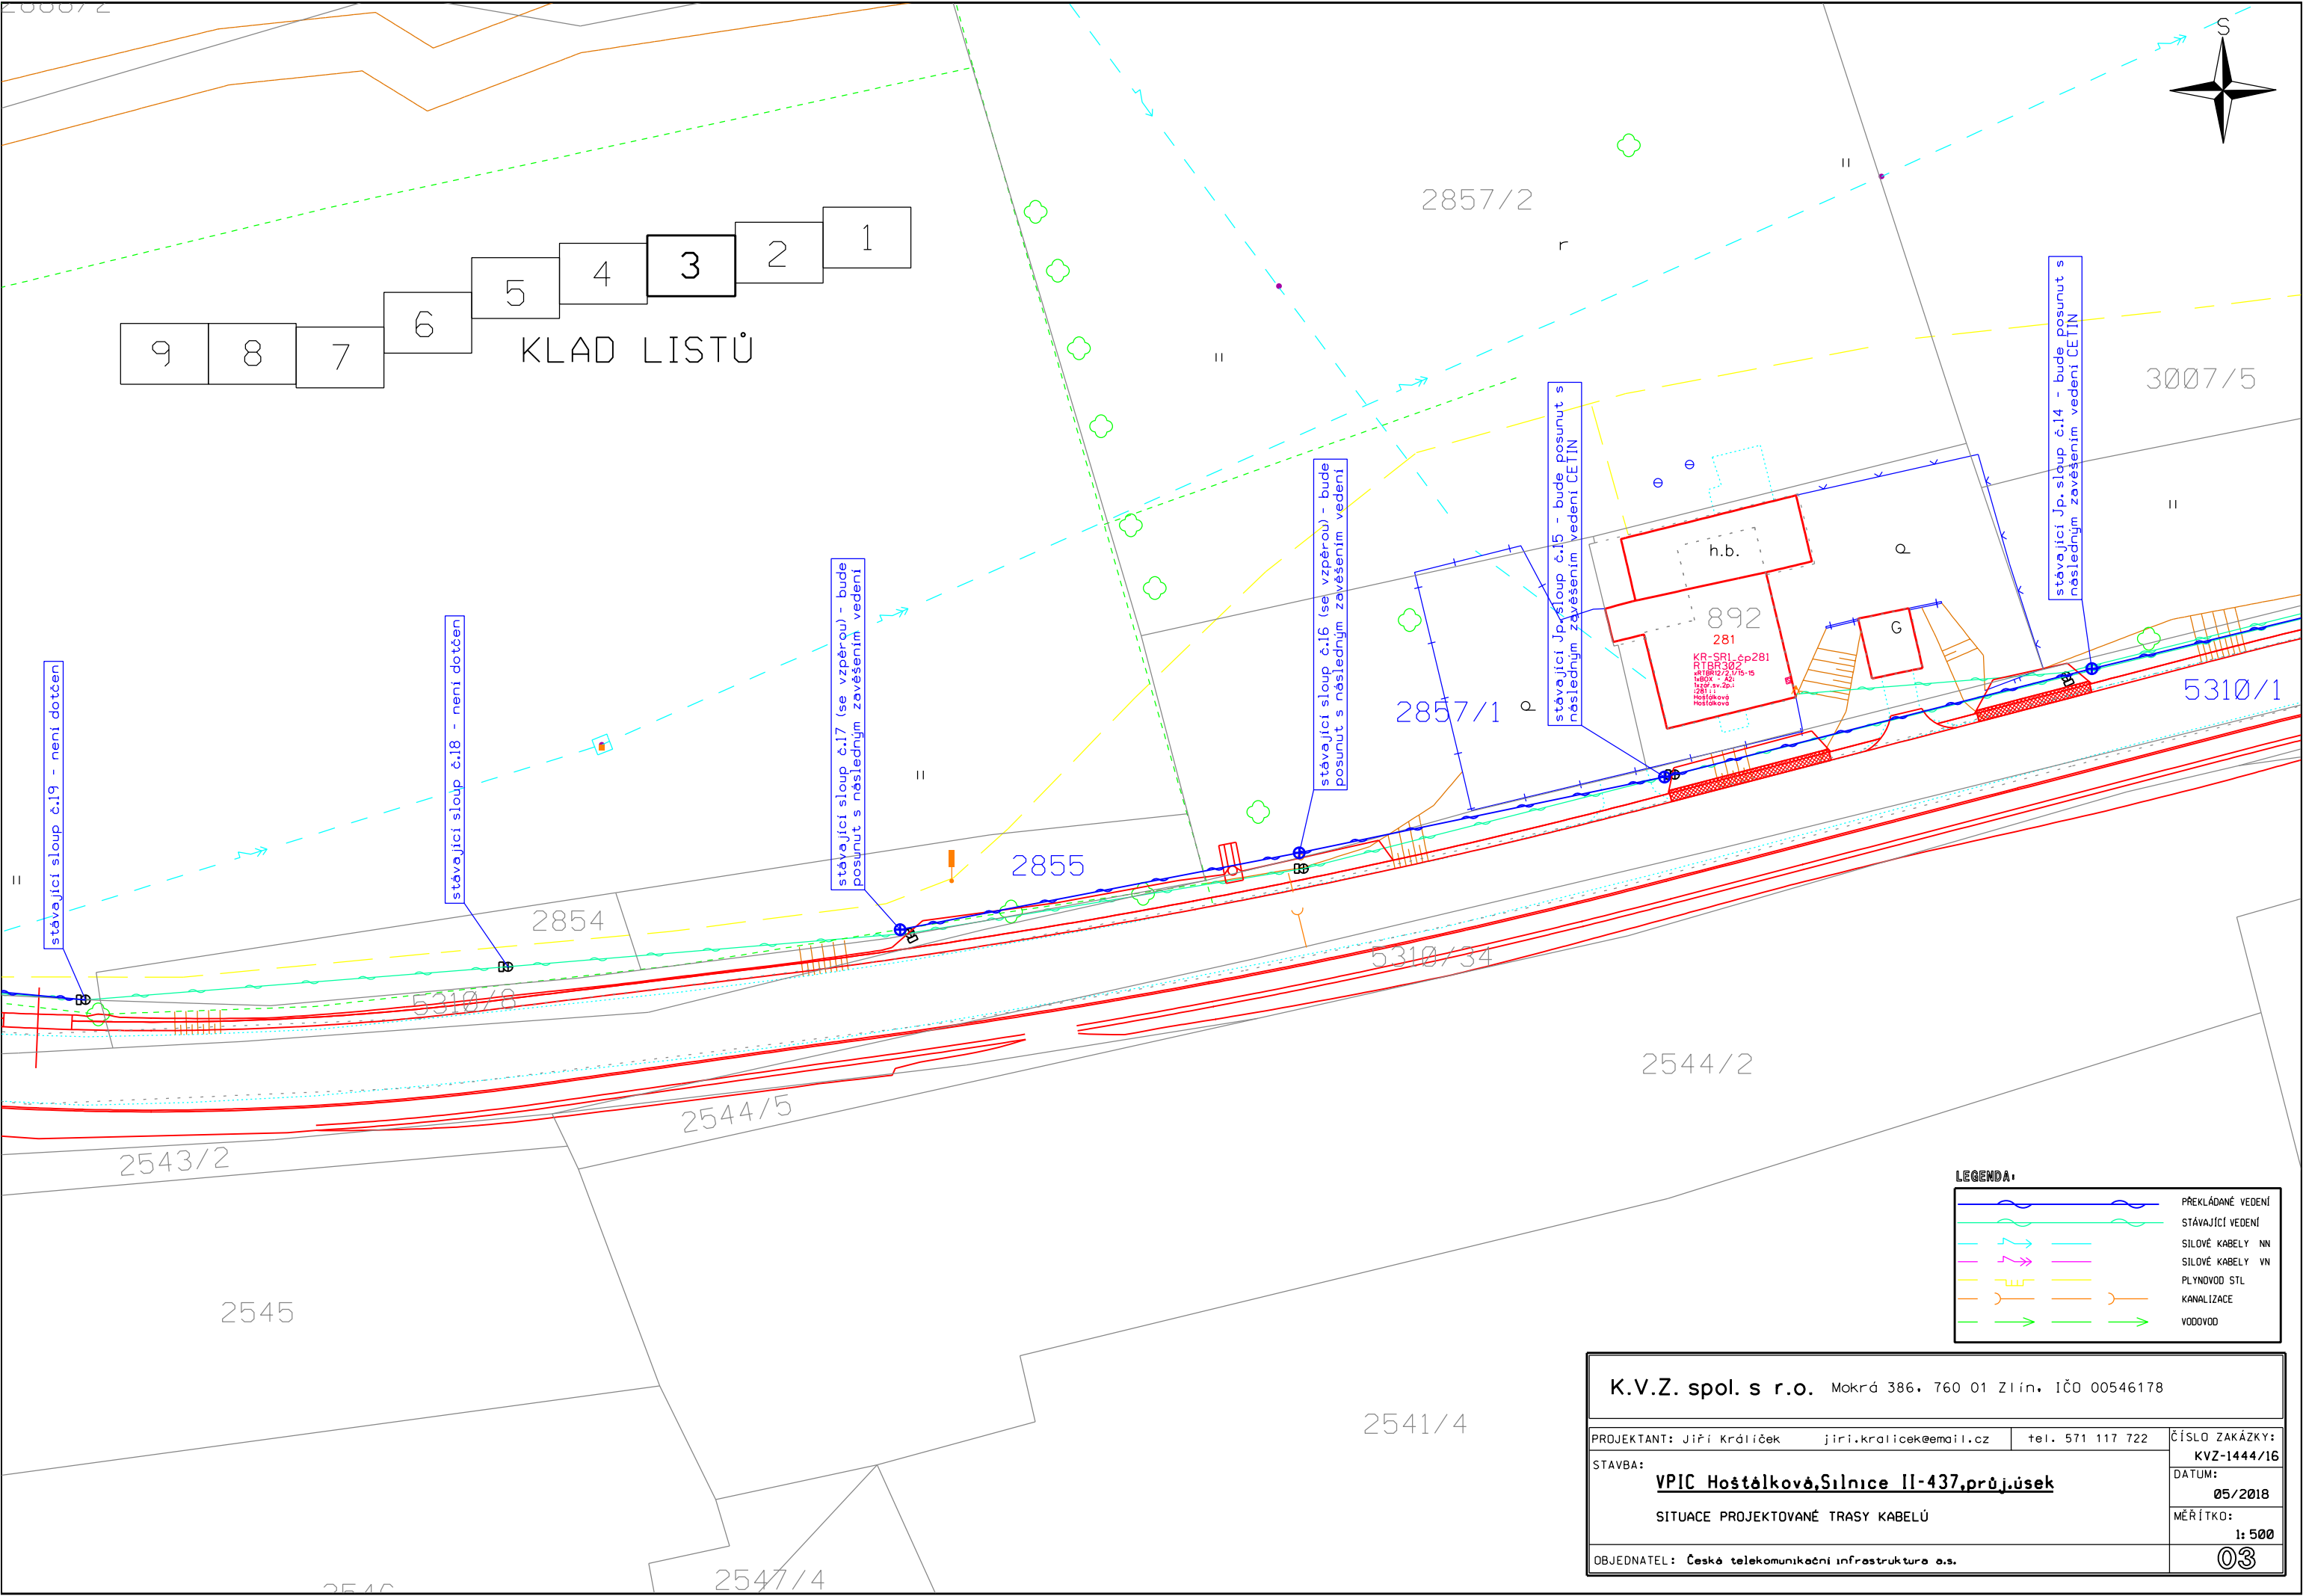 S
2857/2
r
1
2
3
4
5
6
7
8
9
KLAD LISTŮ
3007/5
stávající Jp. sloup č.14 - bude posunut s
následným zavěšením vedení CETIN
stávající Jp. sloup č.15 - bude posunut s
následným zavěšením vedení CETIN
stávající sloup č.16 (se vzpěrou) - bude
posunut s následným zavěšením vedení
stávající sloup č.17 (se vzpěrou) - bude
posunut s následným zavěšením vedení
stávající sloup č.18 - není dotčen
stávající sloup č.19 - není dotčen
h.b.
892
G
281
KR-SR1_čp281
RTBR302
Hošťálková
Hošťálková
2857/1
5310/1
2855
2854
5310/8
5310/34
2544/2
2544/5
2543/2
2545
2541/4
2547/4
LEGENDA:
PŘEKLÁDANÉ VEDENÍ
STÁVAJÍCÍ VEDENÍ
SILOVÉ KABELY NN
SILOVÉ KABELY VN
PLYNOVOD STL
KANALIZACE
VODOVOD
K.V.Z. spol. s r.o. Mokrá 386, 760 01 Zlín, IČO 00546178
PROJEKTANT: Jiří Králíček jiri.kralicek@email.cz tel. 571 117 722
ČÍSLO ZAKÁZKY:
KVZ-1444/16
STAVBA:
VPIC Hošťálková,Silnice II-437,průj.úsek
SITUACE PROJEKTOVANÉ TRASY KABELŮ
DATUM:
05/2018
MĚŘÍTKO:
1:500
OBJEDNATEL: Česká telekomunikační infrastruktura a.s.
03